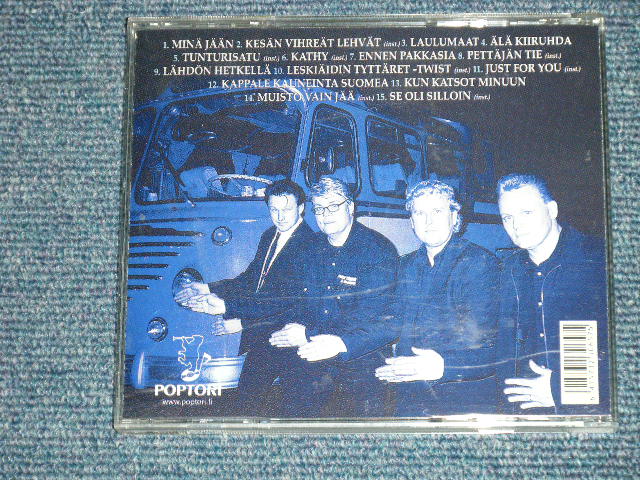 1. MINÄ JÄÄN 2. KESÄN VIHREÄT LEHVÄT (inst.) 3. LAULUMAAT 4. ÄLÄ KIIRUHDA
5. TUNTURISATU (inst.) 6. KATHY (inst.) 7. ENNEN PAKKASIA 8. PETTÄJÄN TIE (inst.)
9. LÄHDÖN HETKELLÄ 10. LESKIÄIDIN TYTTÄRET -TWIST (inst.) 11. JUST FOR YOU (inst.)
12. KAPPALE KAUNEINTA SUOMEA 13. KUN KATSOT MINUUN
14. MUISTO VAIN JÄÄ (inst.) 15. SE OLI SILLOIN (inst.)
POPTORI
www.poptori.fi